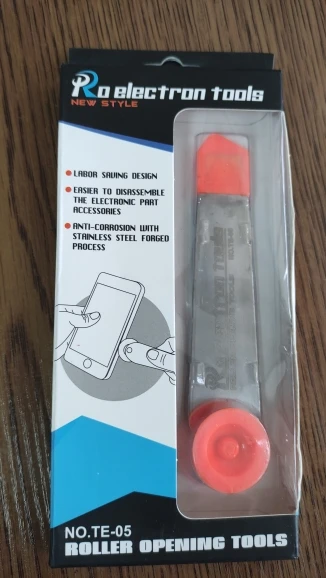 Ro electron tools
NEW STYLE
LABOR SAVING DESIGN
EASIER TO DISASSEMBLE
THE ELECTRONIC PART
ACCESSORIES
ANTI-CORROSION WITH
STAINLESS STEEL FORGED
PROCESS
NO.TE-05
ROLLER OPENING TOOLS